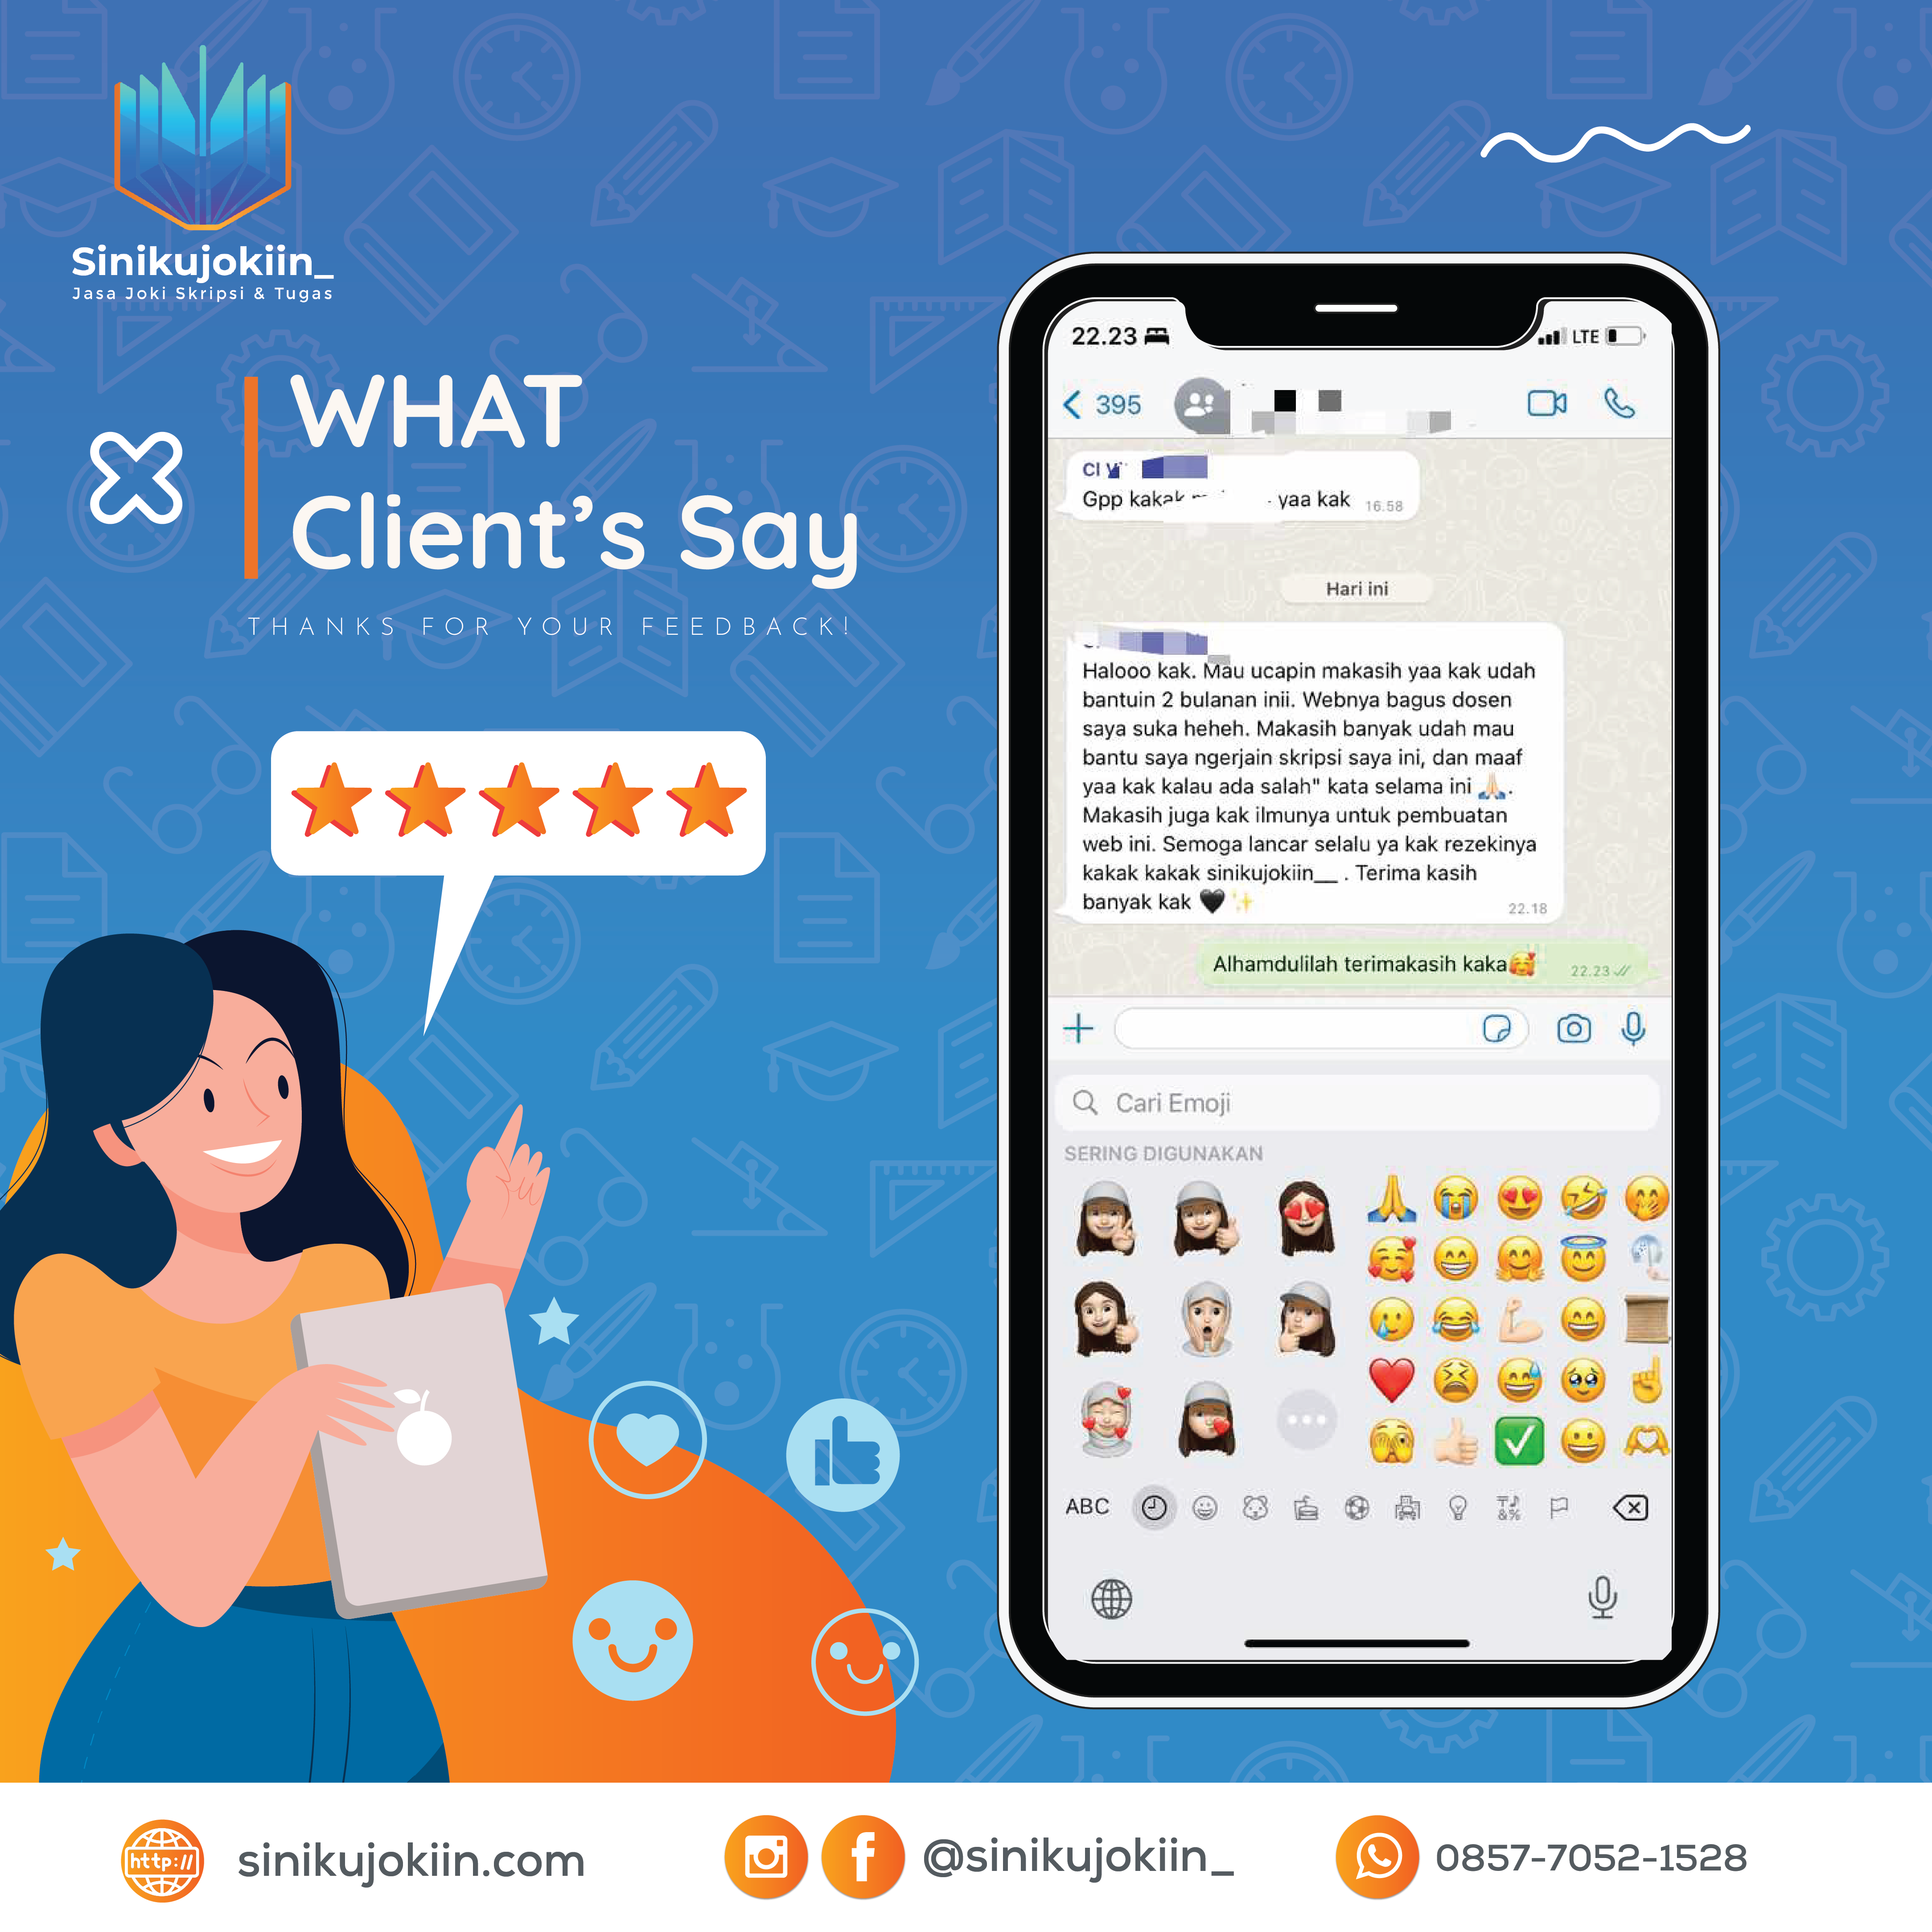 Sinikujokiin_
Jasa Joki Skripsi & Tugas
WHAT
Client's Say
THANKS FOR YOUR FEEDBACK!
22.23
LTE
395
Gpp kakak
yaa kak
16.58
Hari ini
Halooo kak. Mau ucapin makasih yaa kak udah
bantuin 2 bulanan inii. Webnya bagus dosen
saya suka heheh. Makasih banyak udah mau
bantu saya ngerjain skripsi saya ini, dan maaf
yaa kak kalau ada salah" kata selama ini 🙏🏻.
Makasih juga kak ilmunya untuk pembuatan
web ini. Semoga lancar selalu ya kak rezekinya
kakak kakak sinikujokiin__ . Terima kasih
banyak kak 🖤✨
22.18
Alhamdulilah terimakasih kaka🥰
22.23
Cari Emoji
SERING DIGUNAKAN
ABC
http://
sinikujokiin.com
@sinikujokiin_
0857-7052-1528